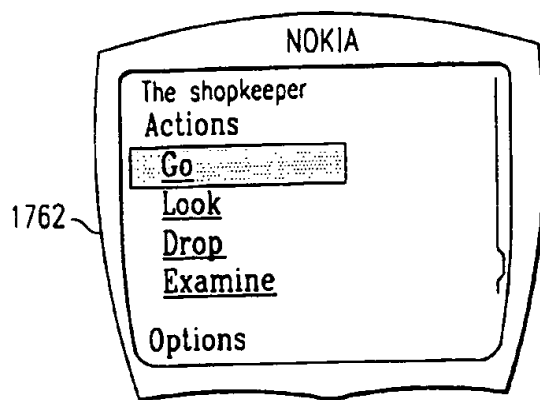 NOKIA
The shopkeeper
Actions
Go
Look
1762
Drop
Examine
Options